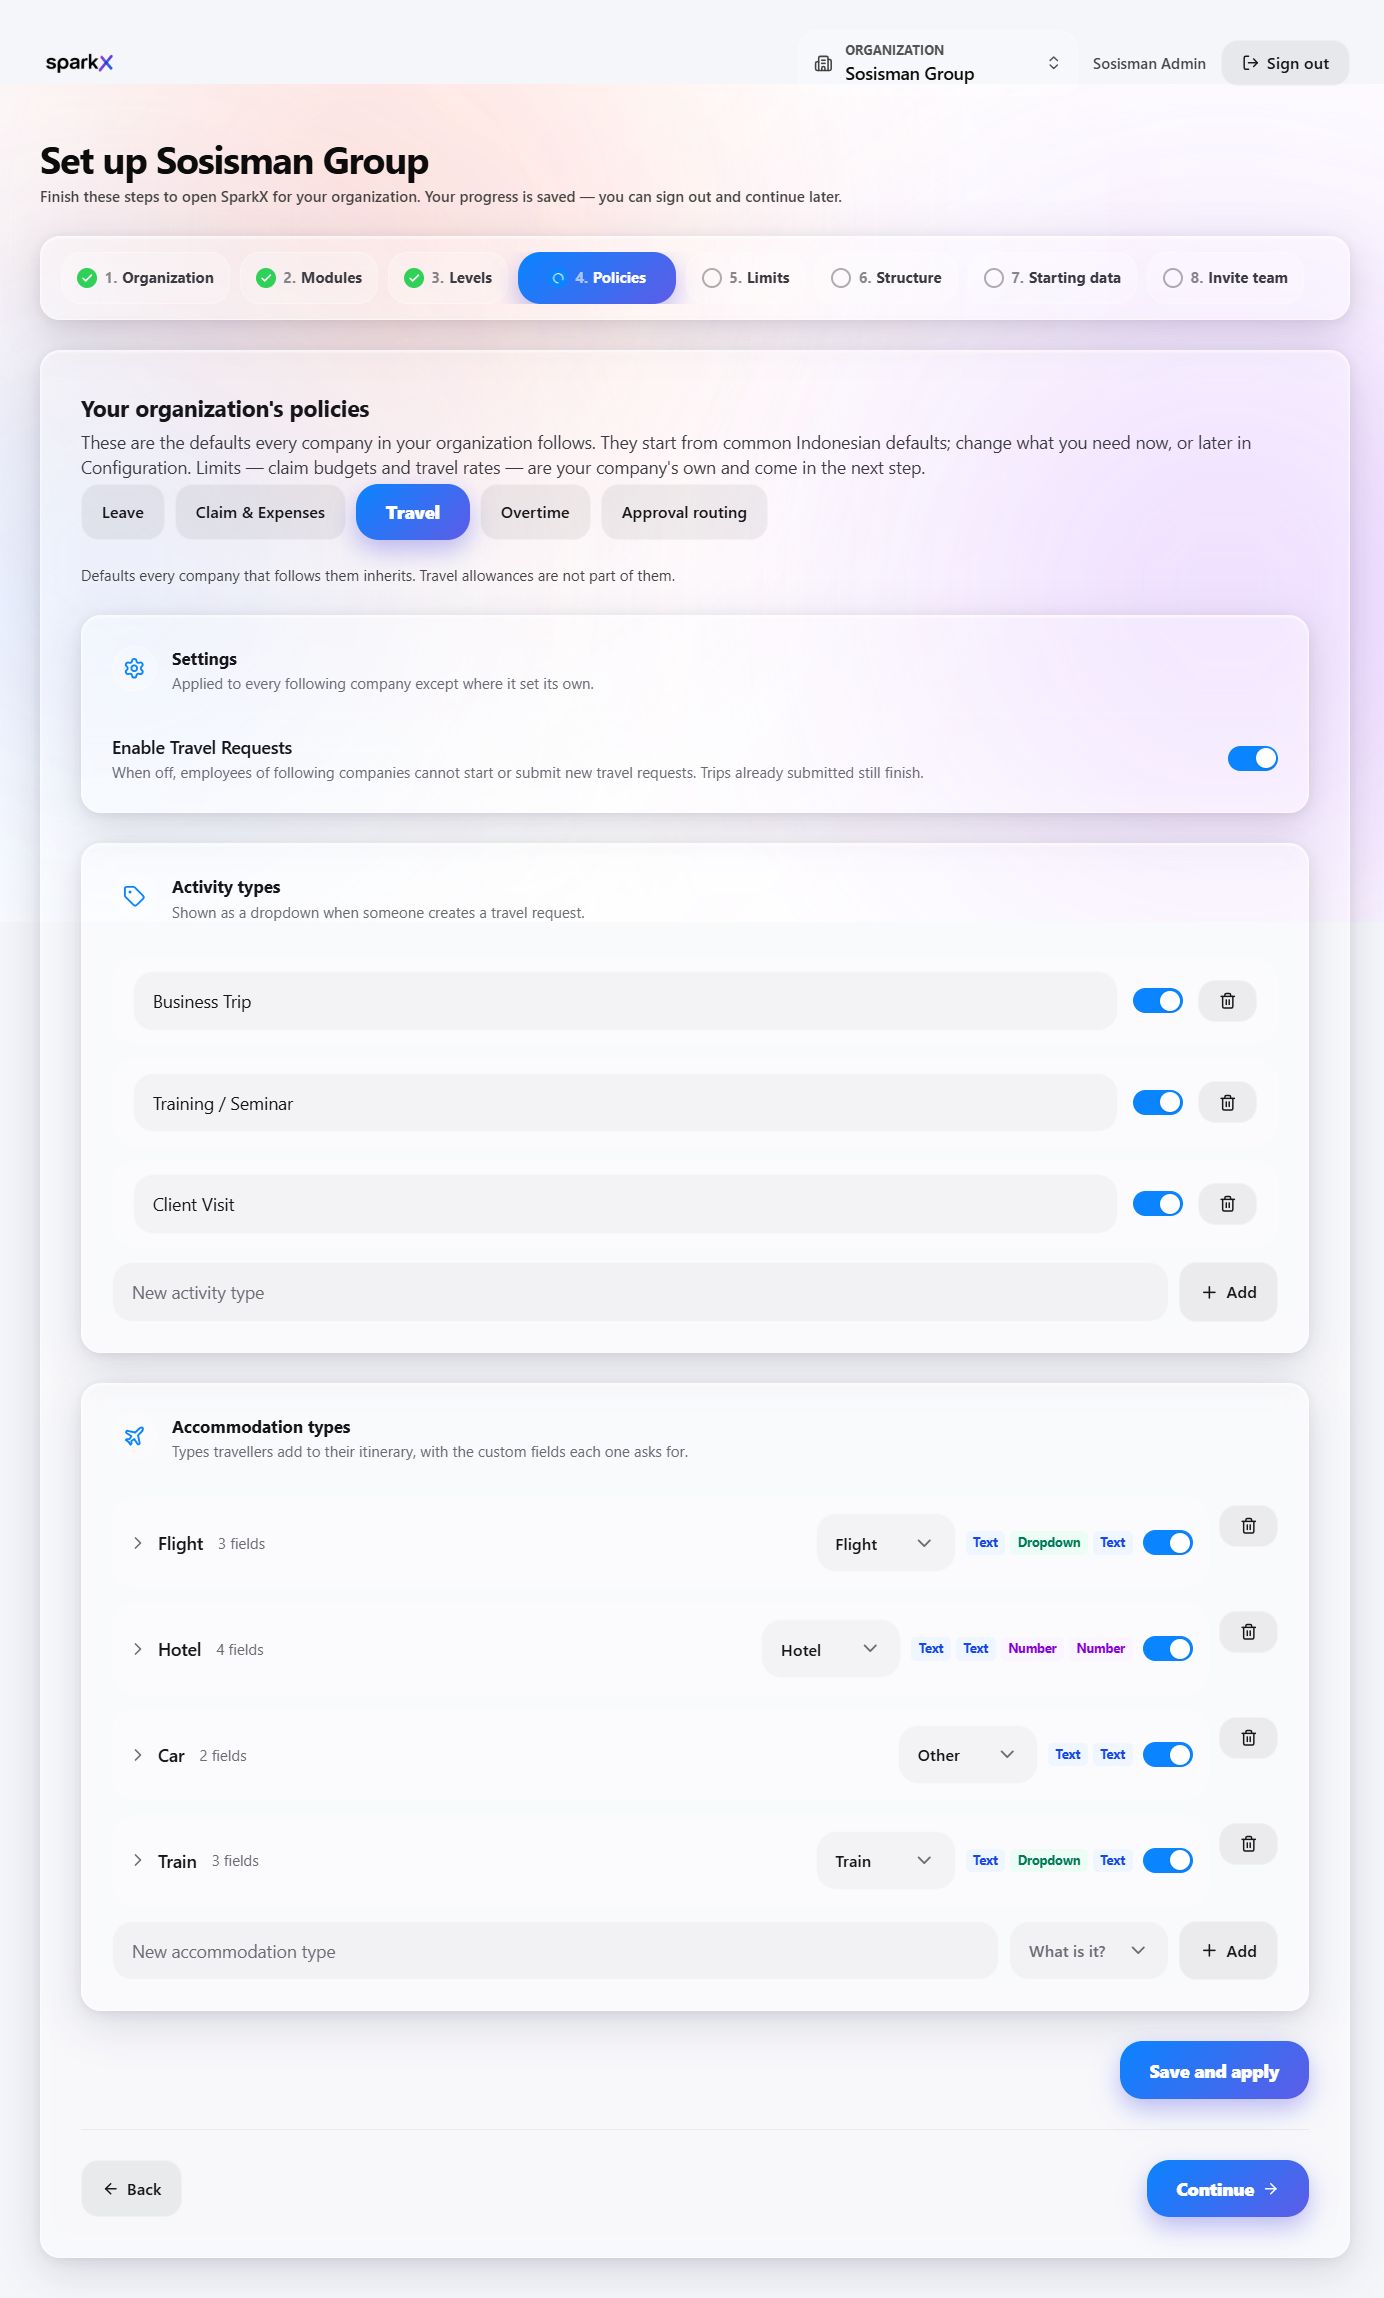 sparkX
ORGANIZATION
Sosisman Group
Sosisman Admin
Sign out
Set up Sosisman Group
Finish these steps to open SparkX for your organization. Your progress is saved — you can sign out and continue later.
1. Organization
2. Modules
3. Levels
4. Policies
5. Limits
6. Structure
7. Starting data
8. Invite team
Your organization's policies
These are the defaults every company in your organization follows. They start from common Indonesian defaults; change what you need now, or later in
Configuration. Limits — claim budgets and travel rates — are your company's own and come in the next step.
Leave
Claim & Expenses
Travel
Overtime
Approval routing
Defaults every company that follows them inherits. Travel allowances are not part of them.
Settings
Applied to every following company except where it set its own.
Enable Travel Requests
When off, employees of following companies cannot start or submit new travel requests. Trips already submitted still finish.
Activity types
Shown as a dropdown when someone creates a travel request.
Business Trip
Training / Seminar
Client Visit
New activity type
Add
Accommodation types
Types travellers add to their itinerary, with the custom fields each one asks for.
Flight 3 fields Flight Text Dropdown Text
Hotel 4 fields Hotel Text Text Number Number
Car 2 fields Other Text Text
Train 3 fields Train Text Dropdown Text
New accommodation type What is it? Add
Save and apply
Back
Continue